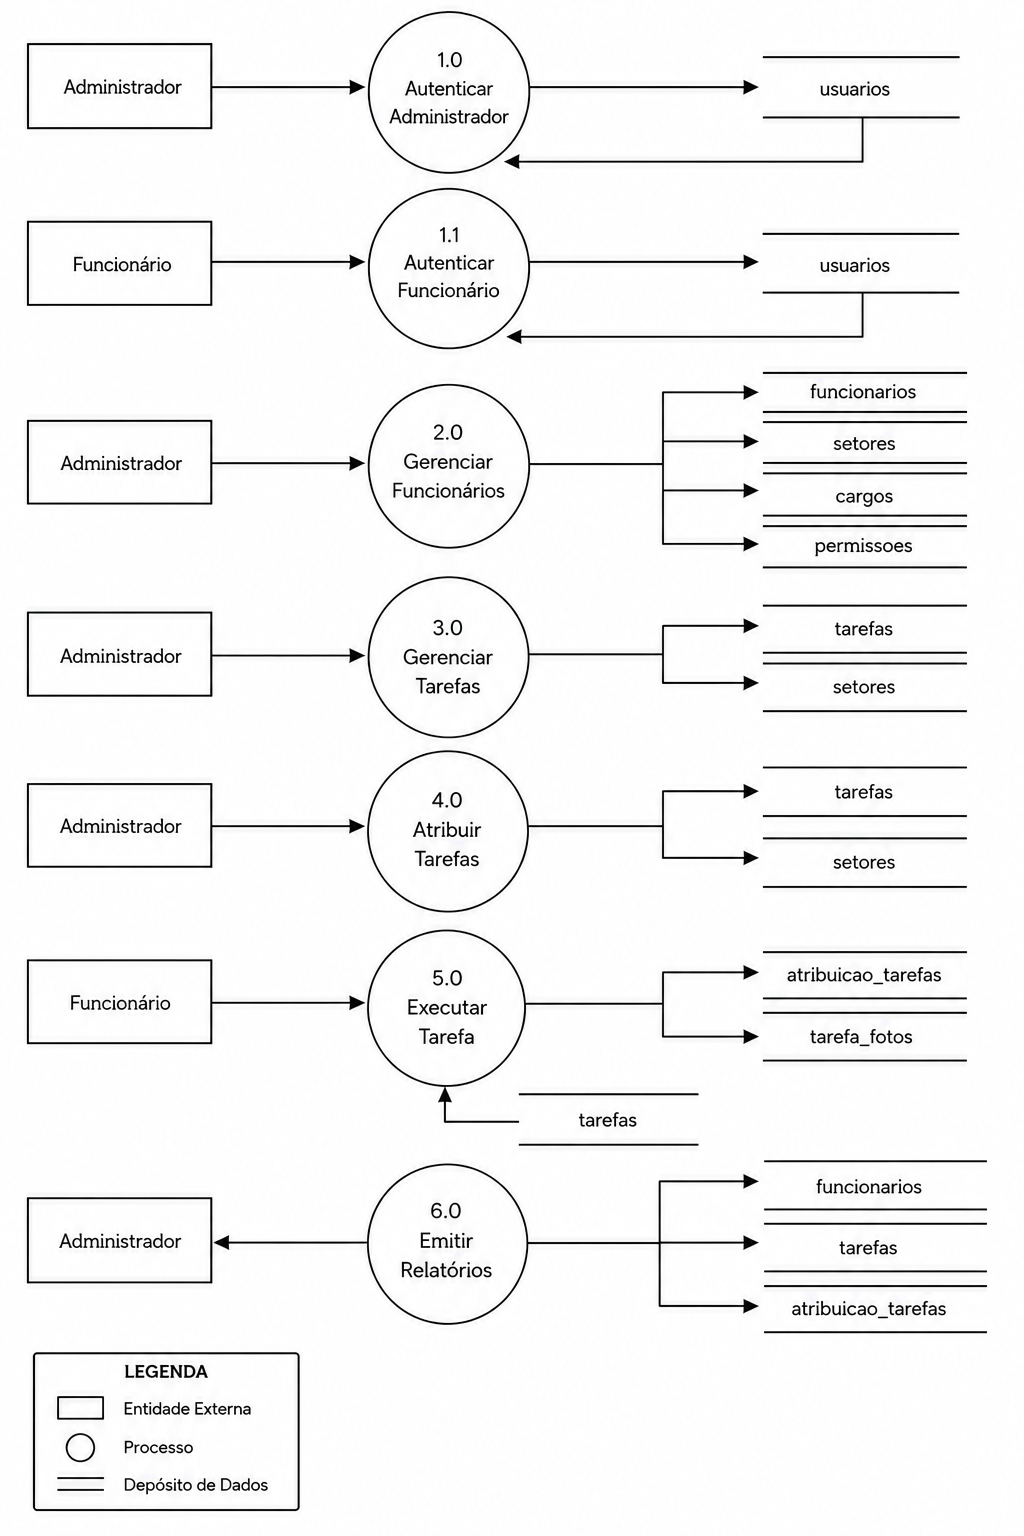 Administrador
1.0
Autenticar
Administrador
usuarios
Funcionário
1.1
Autenticar
Funcionário
usuarios
Administrador
2.0
Gerenciar
Funcionários
funcionarios
setores
cargos
permissoes
Administrador
3.0
Gerenciar
Tarefas
tarefas
setores
Administrador
4.0
Atribuir
Tarefas
tarefas
setores
Funcionário
5.0
Executar
Tarefa
atribuicao_tarefas
tarefa_fotos
tarefas
Administrador
6.0
Emitir
Relatórios
funcionarios
tarefas
atribuicao_tarefas
LEGENDA
Entidade Externa
Processo
Depósito de Dados